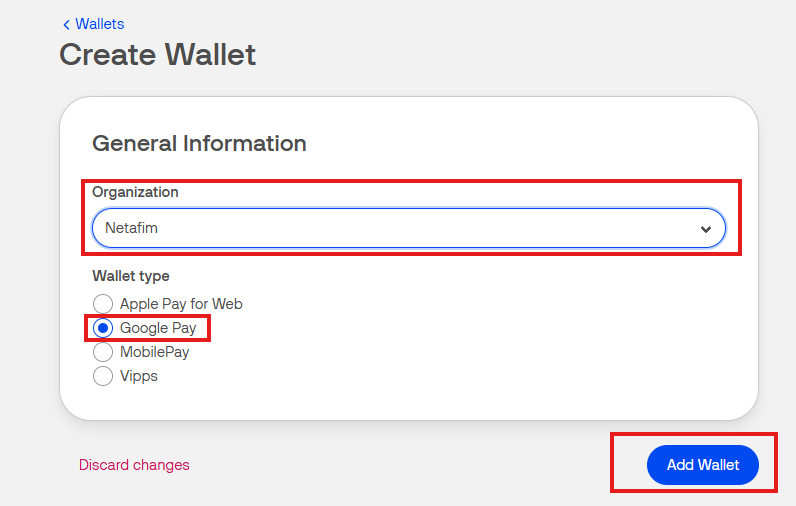 Wallets
Create Wallet
General Information
Organization
Netafim
Wallet type
Apple Pay for Web
Google Pay
MobilePay
Vipps
Discard changes
Add Wallet